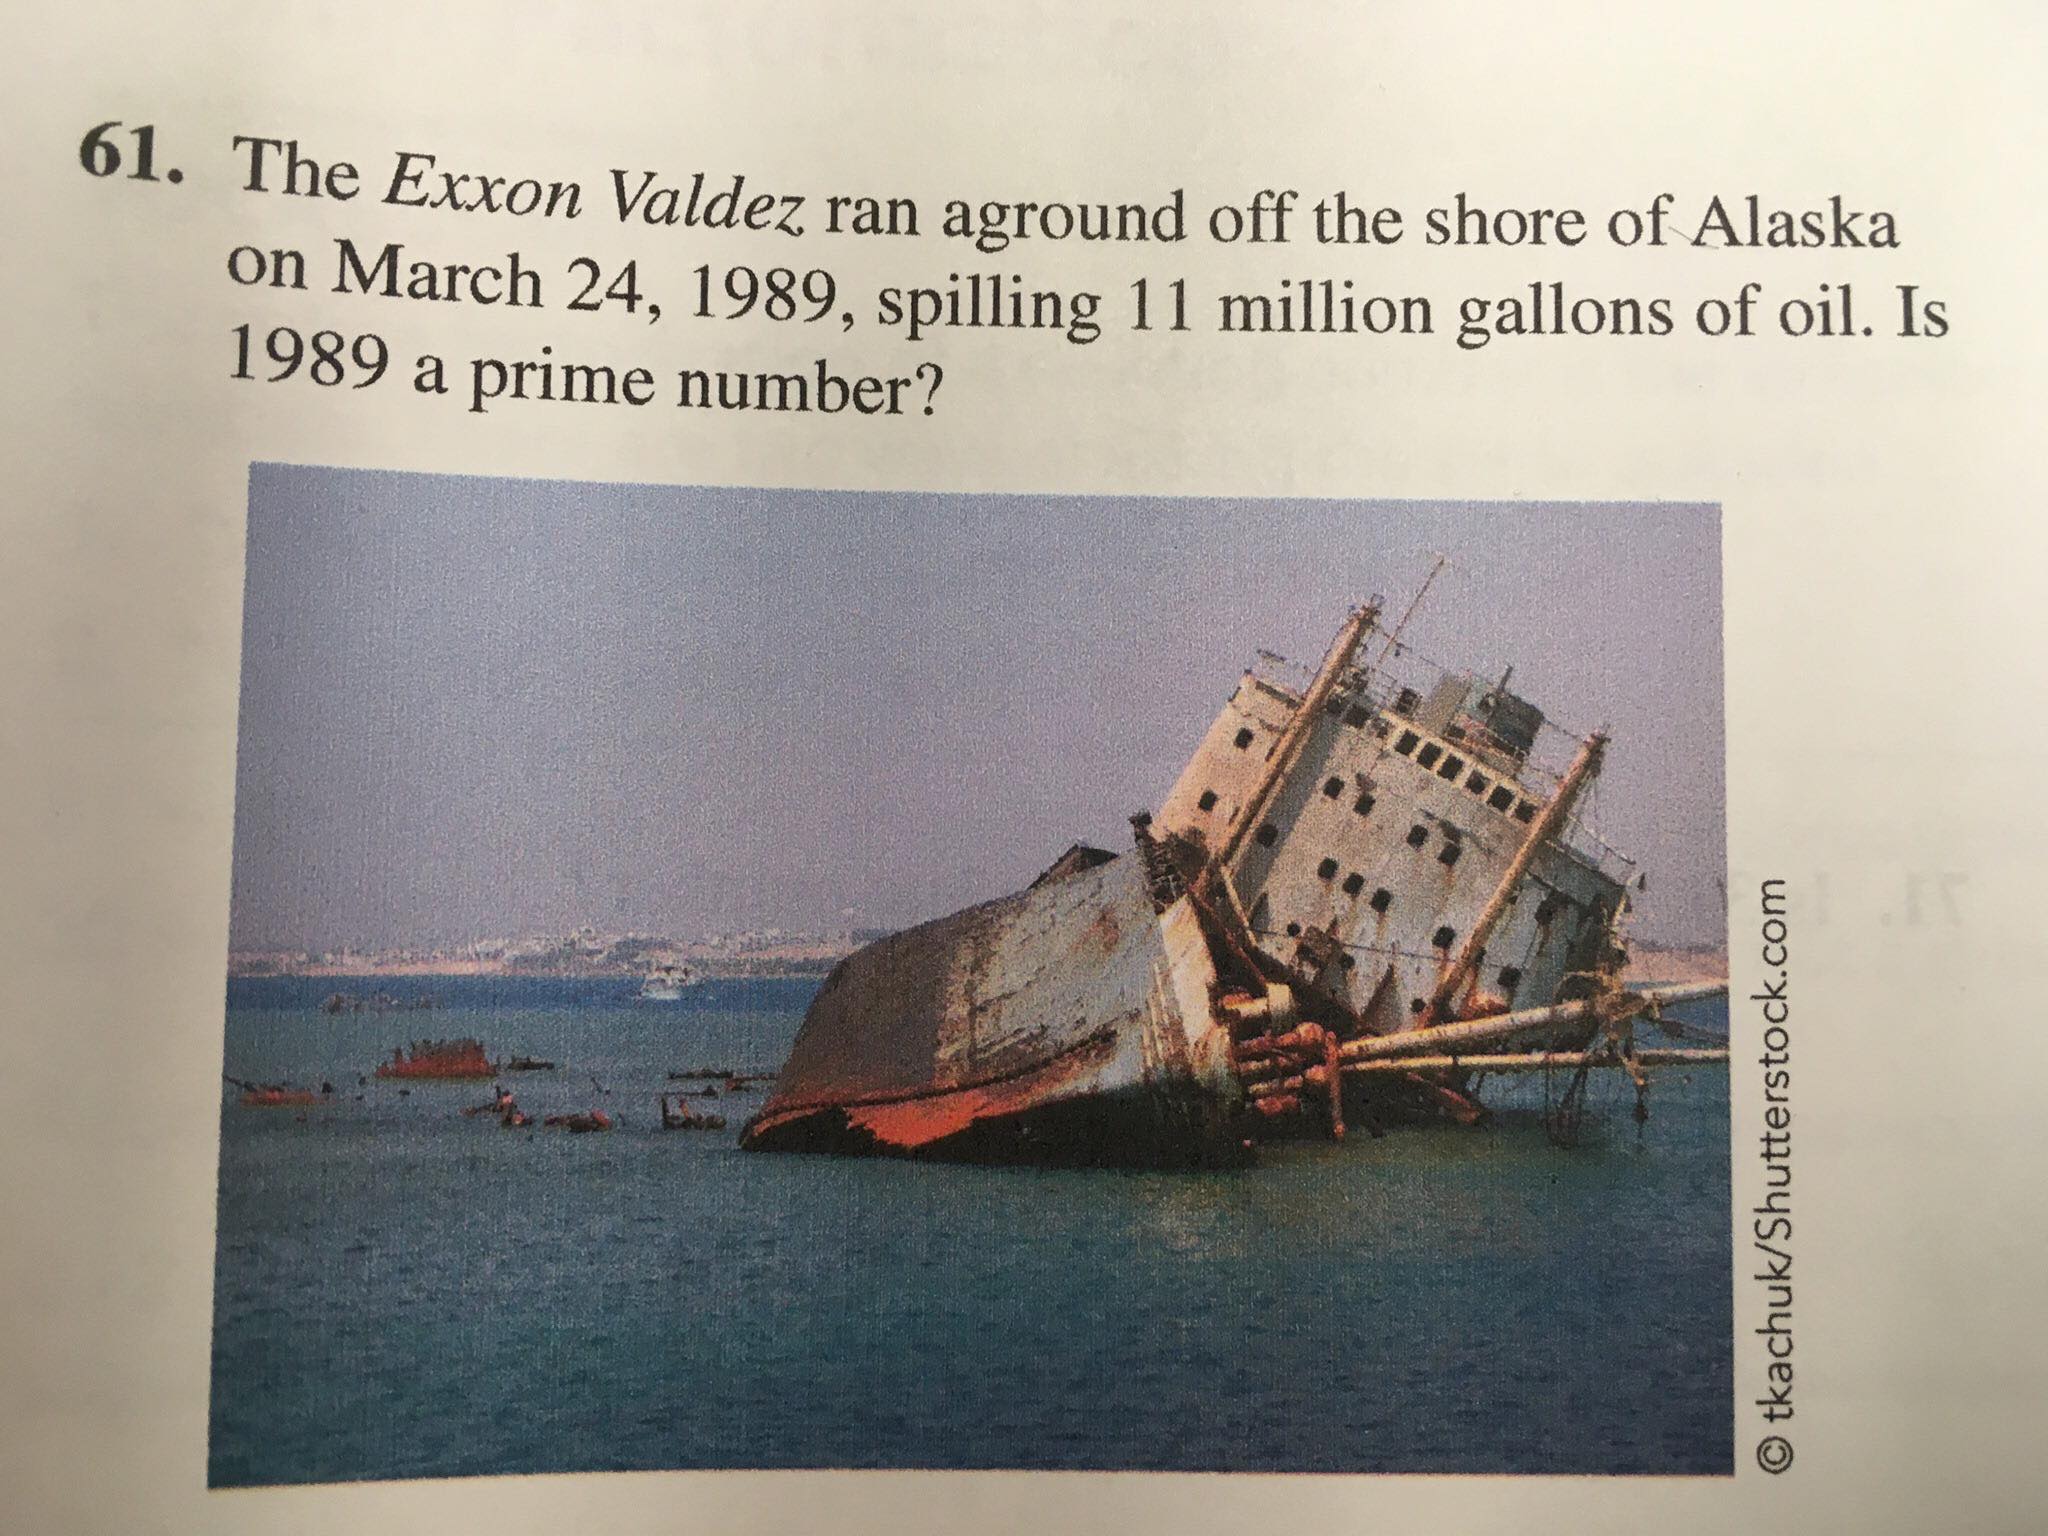 61. The Exxon Valdez ran aground off the shore of Alaska
on March 24, 1989, spilling 11 million gallons of oil. Is
1989 a prime number?
© tkachuk/Shutterstock.com